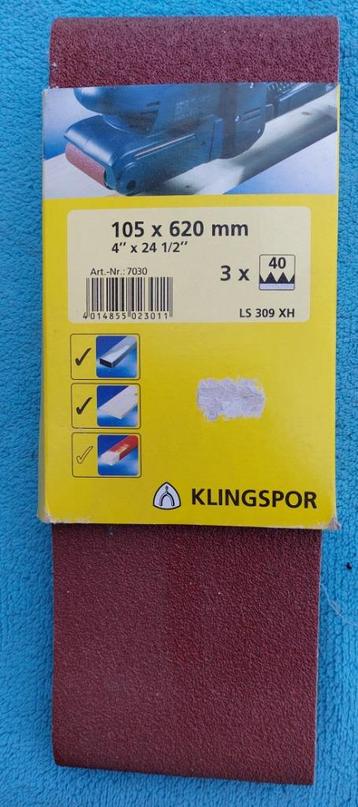 105 x 620 mm
4’’ x 24 1/2’’
Art.-Nr.: 7030
3 x
40
4 014855 023011
LS 309 XH
KLINGSPOR